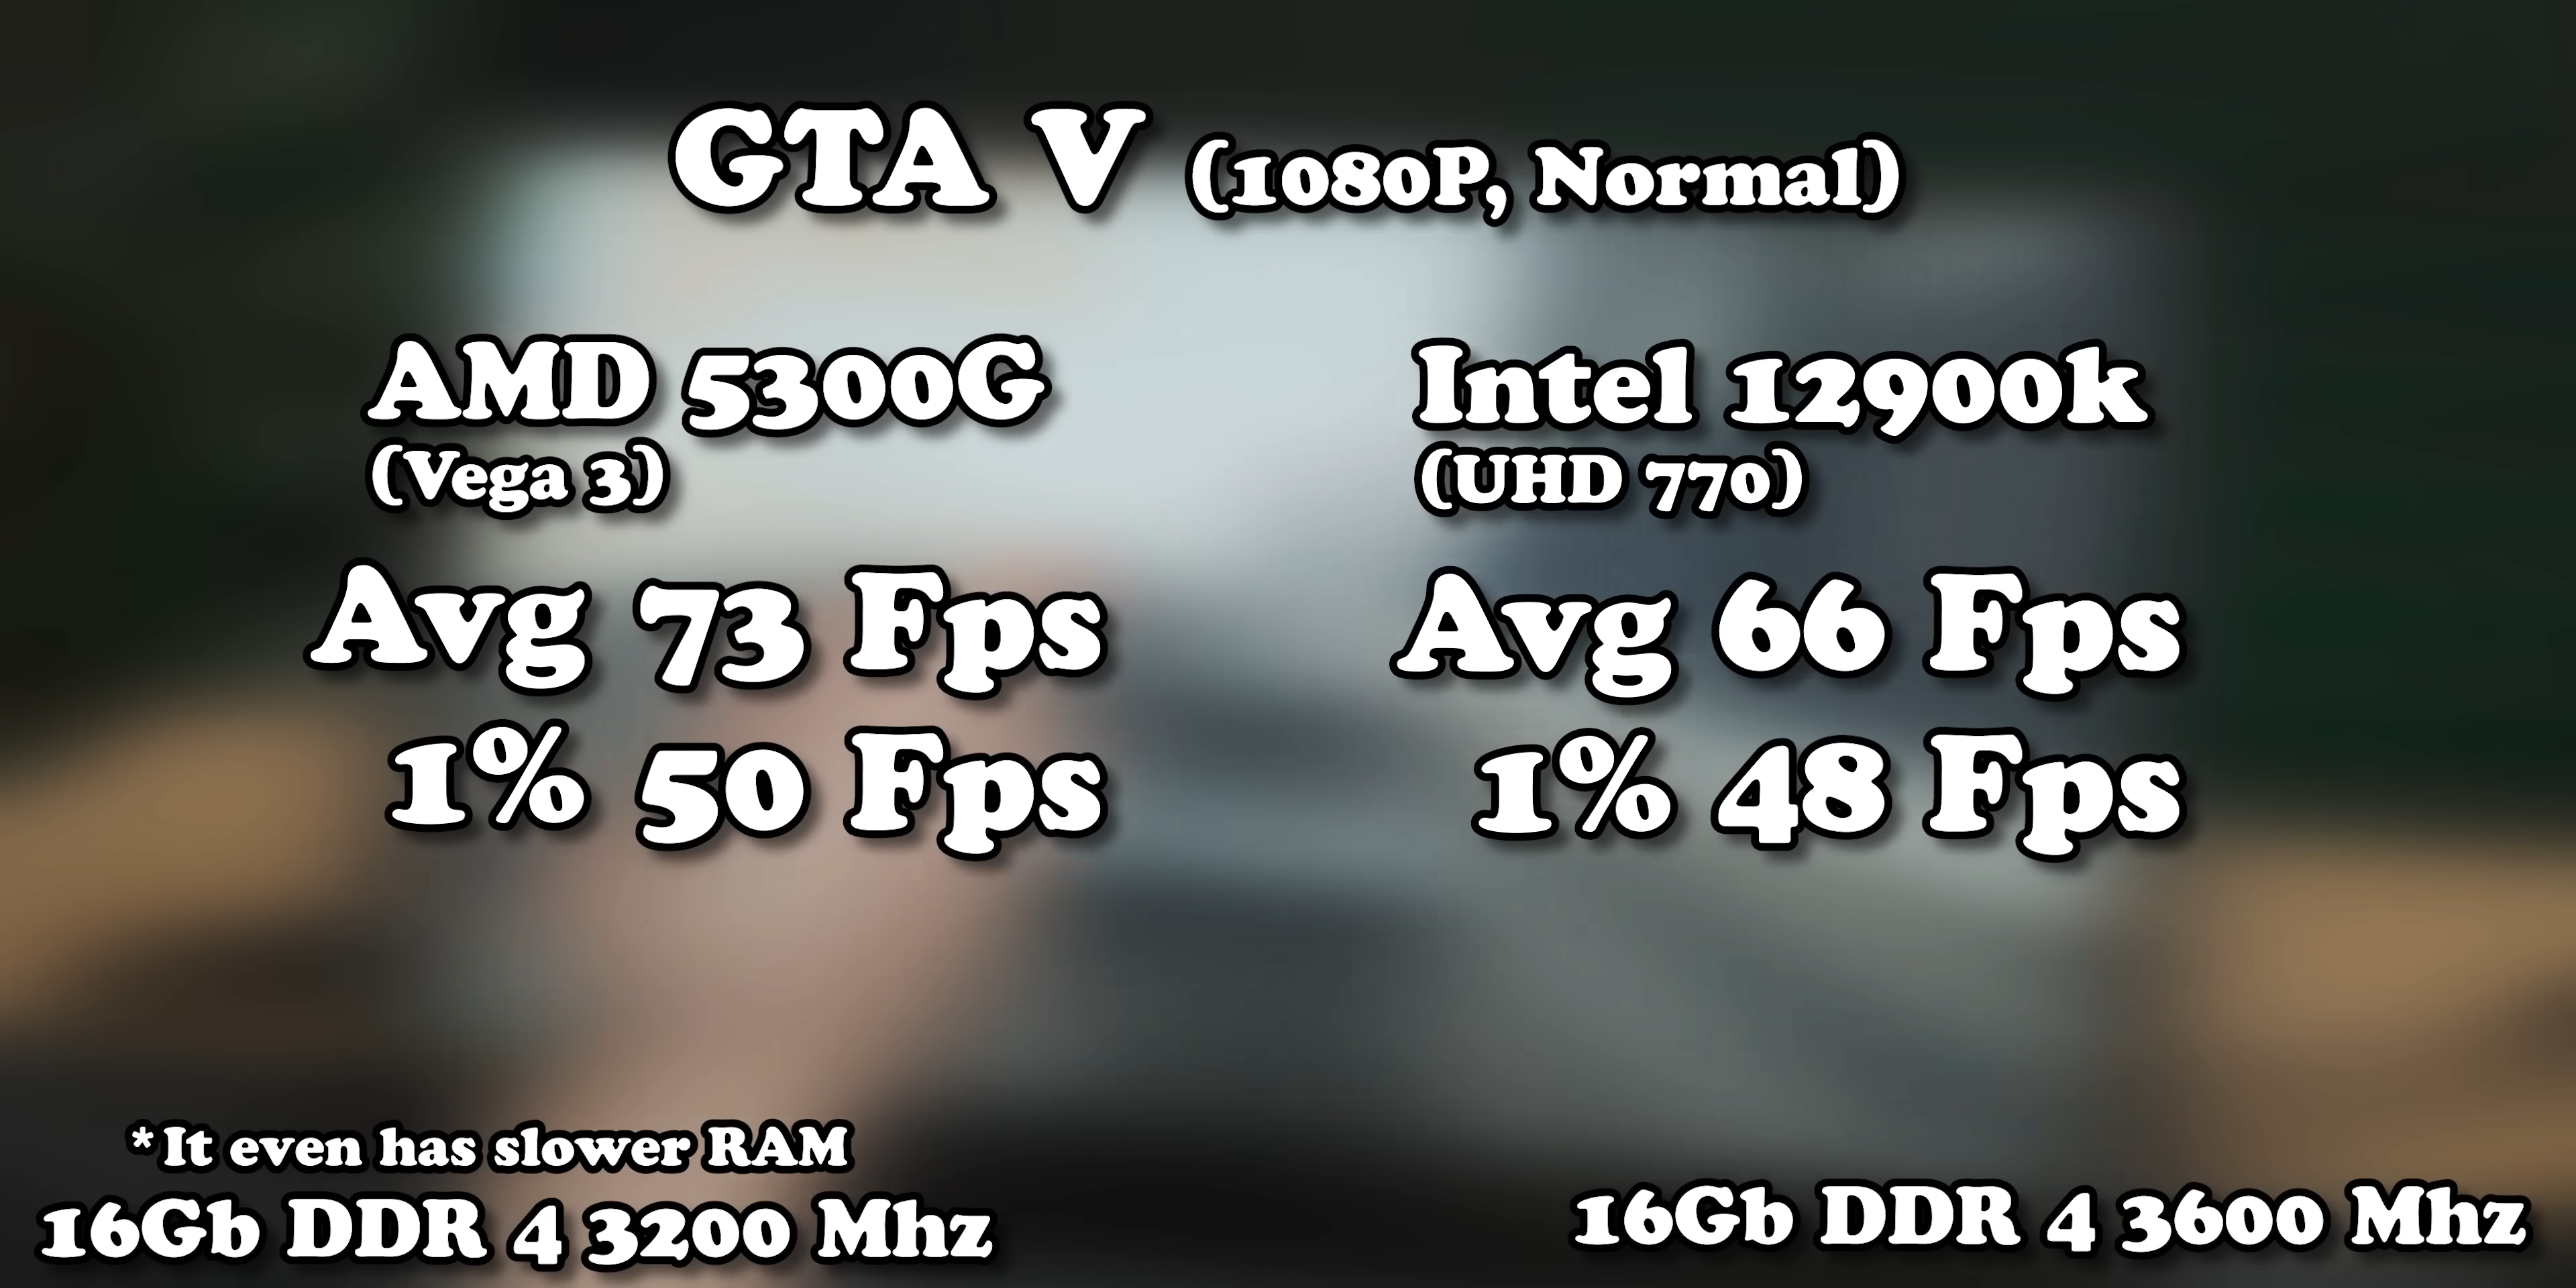 GTA V (1080P, Normal)
AMD 5300G
(Vega 3)
Avg 73 Fps
1% 50 Fps
Intel 12900k
(UHD 770)
Avg 66 Fps
1% 48 Fps
*It even has slower RAM
16Gb DDR 4 3200 Mhz
16Gb DDR 4 3600 Mhz